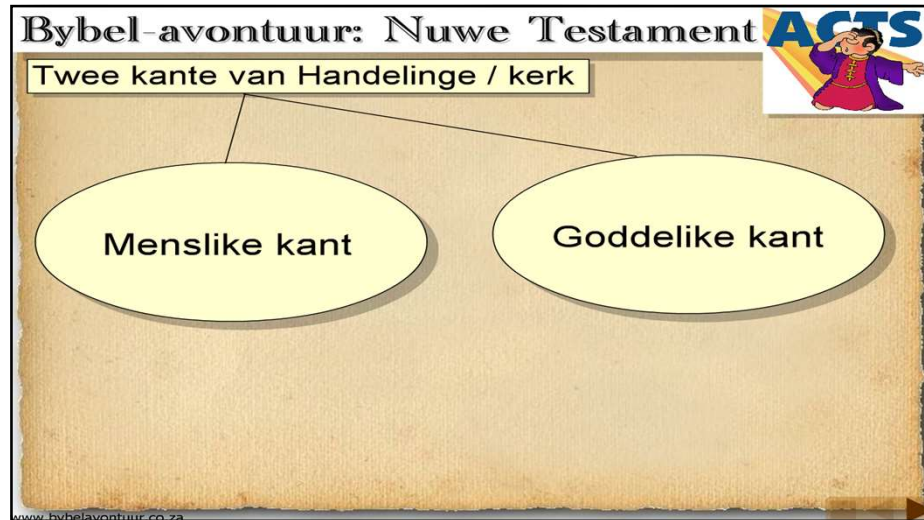 Bybel-avontuur: Nuwe Testament
ACTS
Twee kante van Handelinge / kerk
Menslike kant
Goddelike kant
www.bybelavontuur.co.za